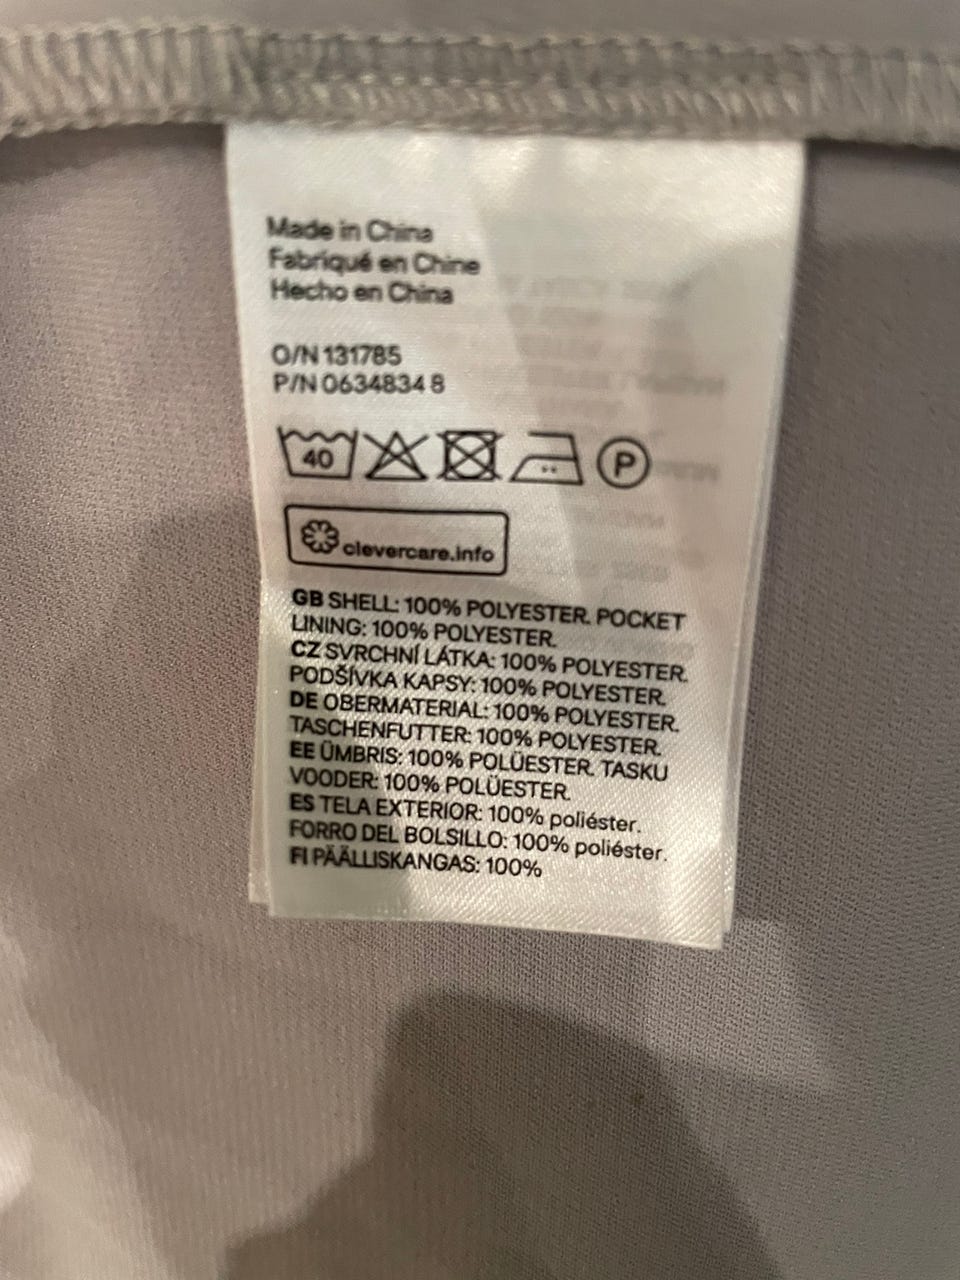 Made in China
Fabriqué en Chine
Hecho en China
O/N 131785
P/N 0634834 8
40 P
clevercare.info
GB SHELL: 100% POLYESTER. POCKET
LINING: 100% POLYESTER.
CZ SVRCHNÍ LÁTKA: 100% POLYESTER.
PODŠÍVKA KAPSY: 100% POLYESTER.
DE OBERMATERIAL: 100% POLYESTER.
TASCHENFUTTER: 100% POLYESTER.
EE ÜMBRIS: 100% POLÜESTER. TASKU
VOODER: 100% POLÜESTER.
ES TELA EXTERIOR: 100% poliéster.
FORRO DEL BOLSILLO: 100% poliéster.
FI PÄÄLLISKANGAS: 100%